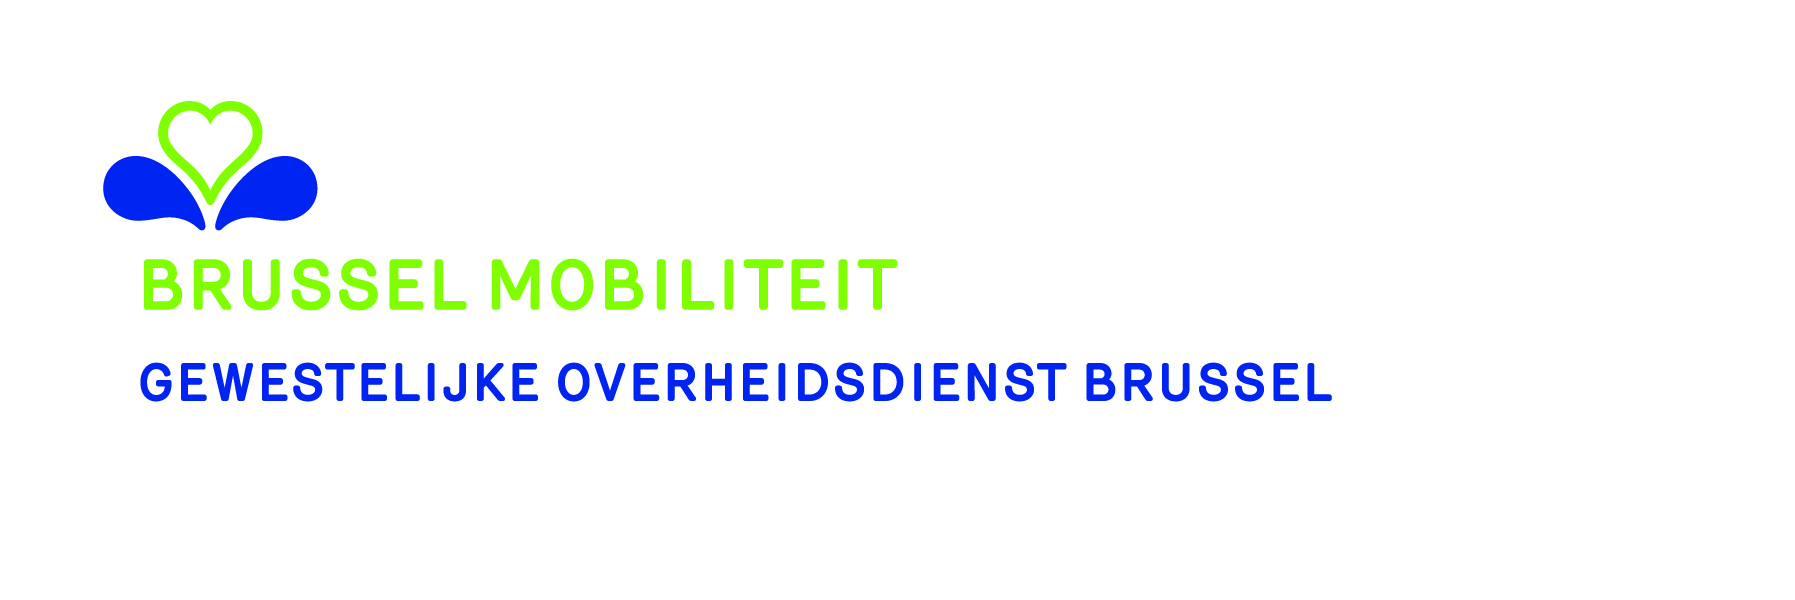 BRUSSEL MOBILITEIT
GEWESTELIJKE OVERHEIDSDIENST BRUSSEL